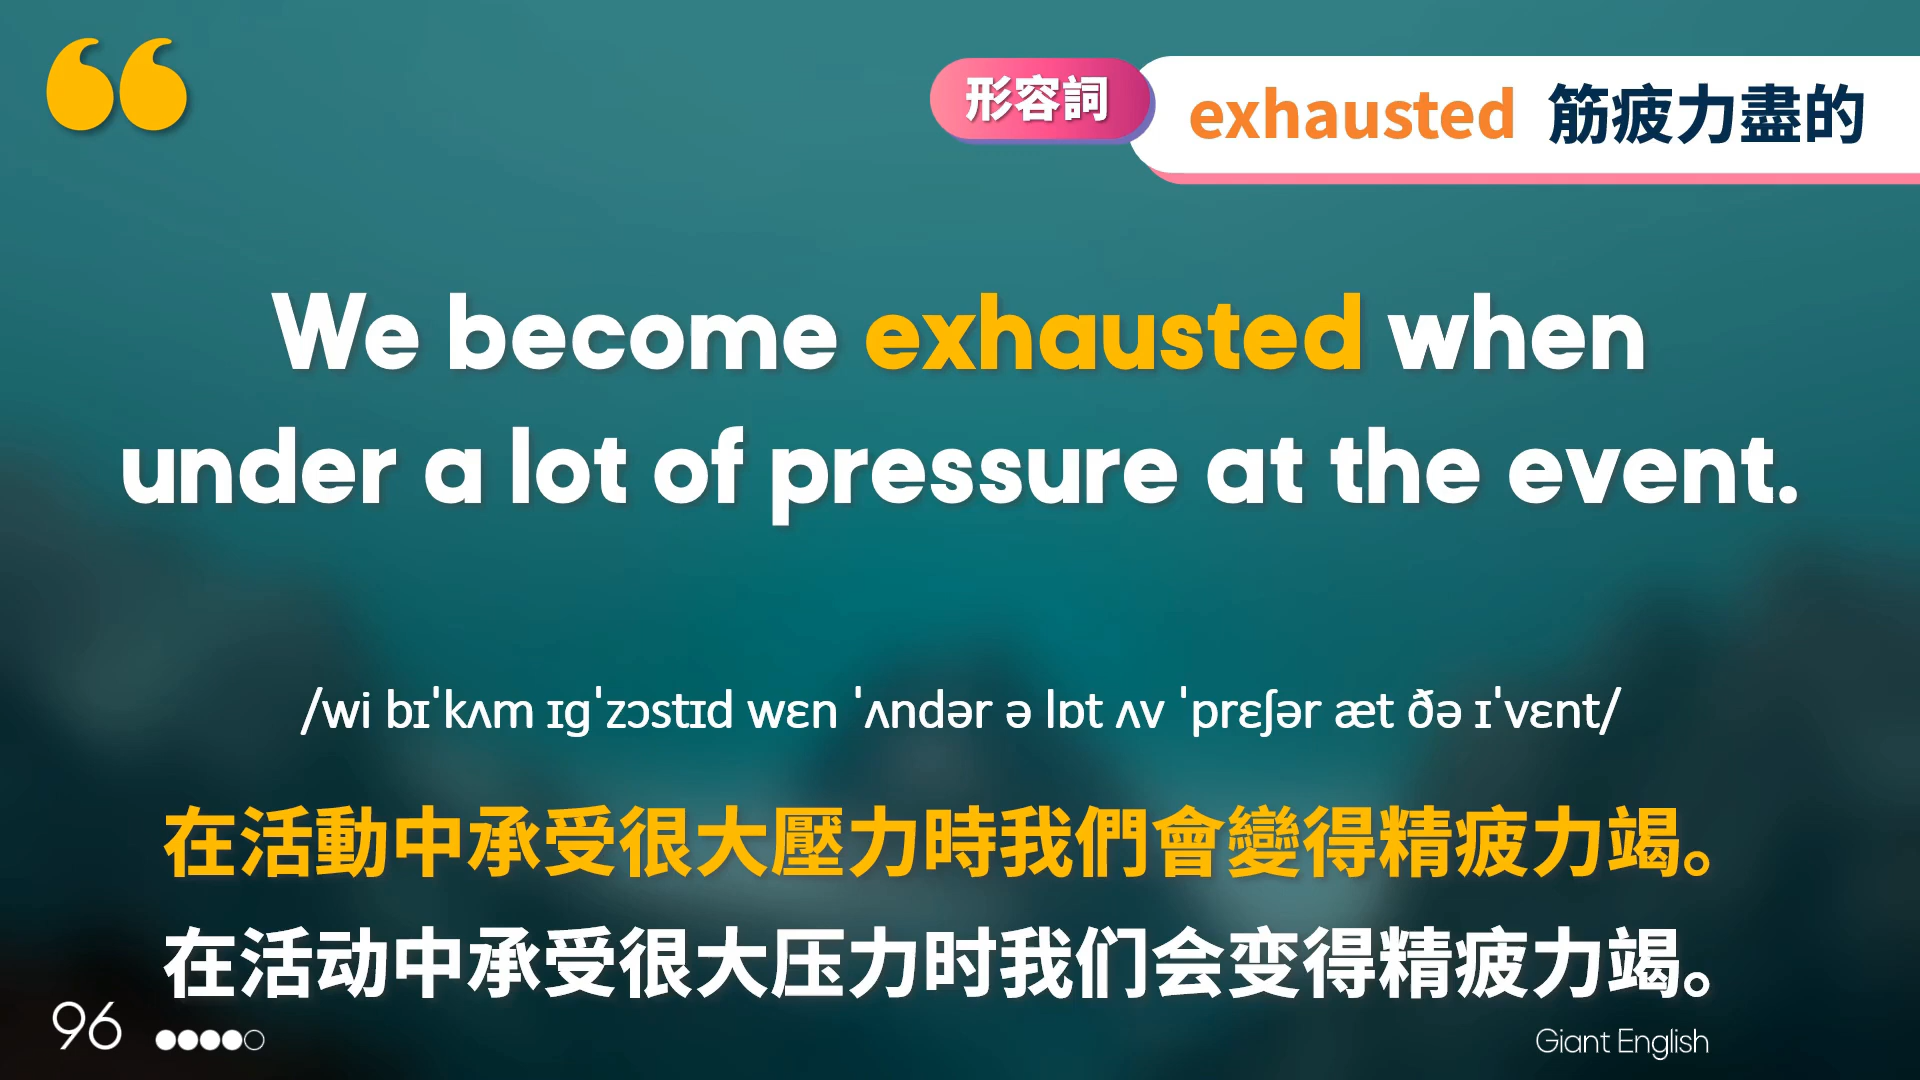 形容詞 exhausted 筋疲力盡的
We become exhausted when
under a lot of pressure at the event.
/wi bɪˈkʌm ɪgˈzɔstɪd wɛn ˈʌndər ə lɒt ʌv ˈprɛʃər æt ðə ɪˈvɛnt/
在活動中承受很大壓力時我們會變得精疲力竭。
在活动中承受很大压力时我们会变得精疲力竭。
96
Giant English